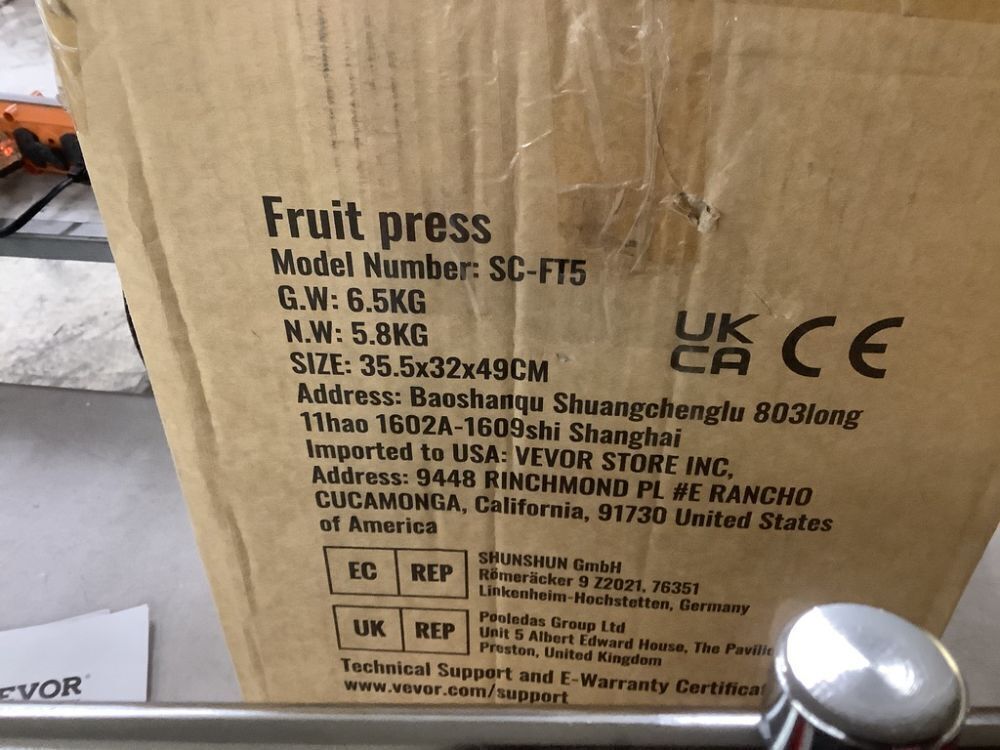 Fruit press
Model Number: SC-FT5
G.W: 6.5KG
N.W: 5.8KG
SIZE: 35.5x32x49CM
UK
CA
CE
Address: Baoshanqu Shuangchenglu 803long
11hao 1602A-1609shi Shanghai
Imported to USA: VEVOR STORE INC,
Address: 9448 RINCHMOND PL #E RANCHO
CUCAMONGA, California, 91730 United States
of America
EC REP
SHUNSHUN GmbH
Römeräcker 9 Z2021, 76351
Linkenheim-Hochstetten, Germany
UK REP
Pooledas Group Ltd
Unit 5 Albert Edward House, The
Preston, United Kingdom
Technical Support and E-Warranty
www.vevor.com/support
EVOR